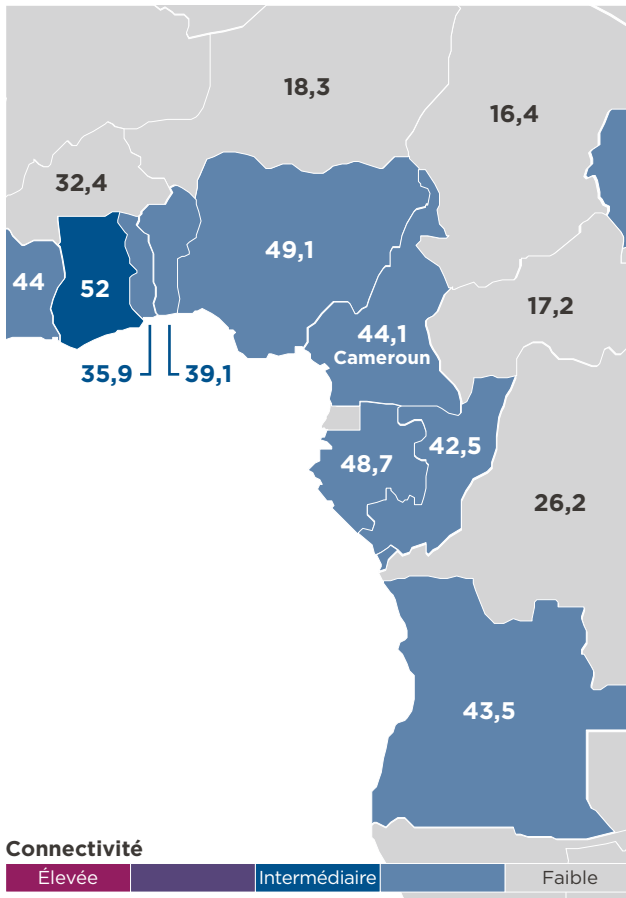 18,3
16,4
32,4
49,1
44
52
17,2
44,1
Cameroun
35,9
39,1
42,5
48,7
26,2
43,5
Connectivité
Élevée
Intermédiaire
Faible